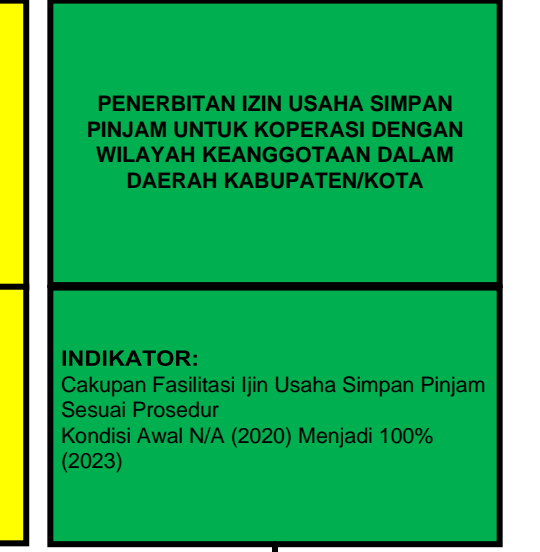 PENERBITAN IZIN USAHA SIMPAN
PINJAM UNTUK KOPERASI DENGAN
WILAYAH KEANGGOTAAN DALAM
DAERAH KABUPATEN/KOTA
INDIKATOR:
Cakupan Fasilitasi Ijin Usaha Simpan Pinjam
Sesuai Prosedur
Kondisi Awal N/A (2020) Menjadi 100%
(2023)